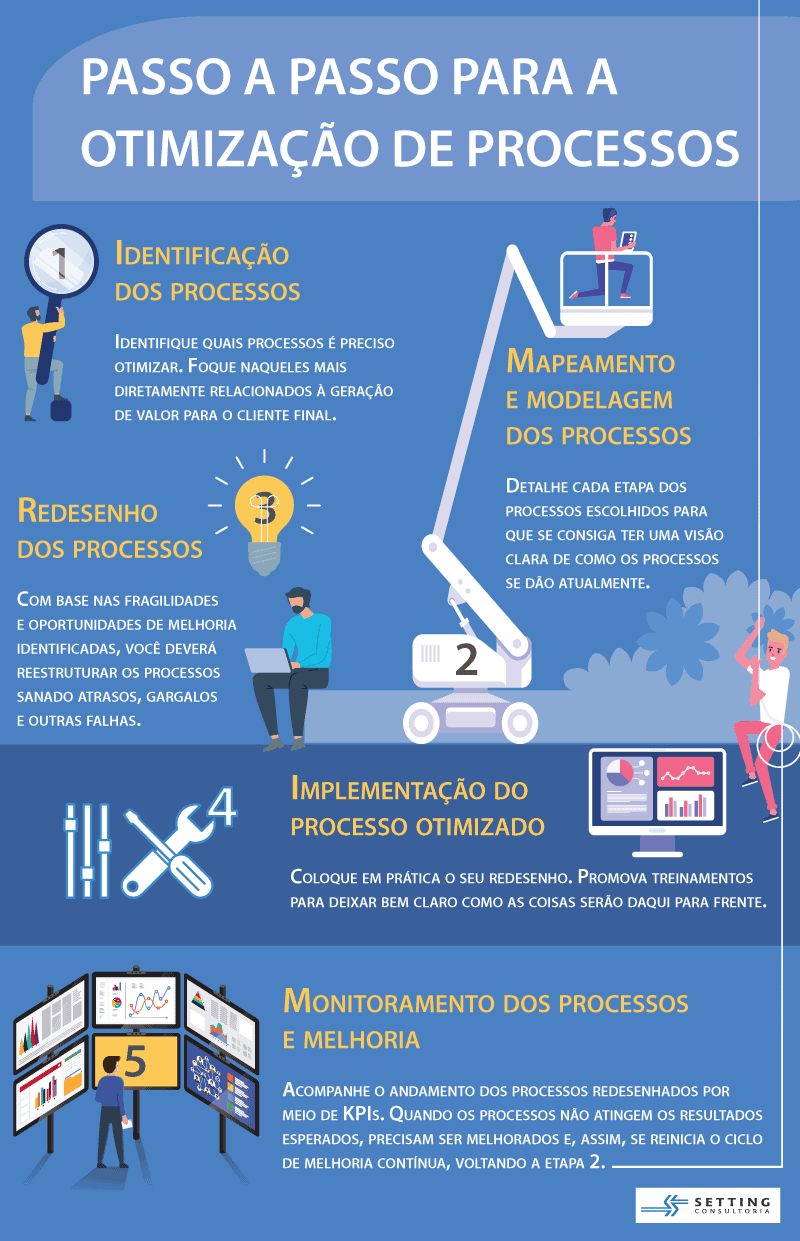 PASSO A PASSO PARA A
OTIMIZAÇÃO DE PROCESSOS
1
IDENTIFICAÇÃO
DOS PROCESSOS
IDENTIFIQUE QUAIS PROCESSOS É PRECISO
OTIMIZAR. FOQUE NAQUELES MAIS
DIRETAMENTE RELACIONADOS À GERAÇÃO
DE VALOR PARA O CLIENTE FINAL.
2
MAPEAMENTO
E MODELAGEM
DOS PROCESSOS
DETALHE CADA ETAPA DOS
PROCESSOS ESCOLHIDOS PARA
QUE SE CONSIGA TER UMA VISÃO
CLARA DE COMO OS PROCESSOS
SE DÃO ATUALMENTE.
3
REDESENHO
DOS PROCESSOS
COM BASE NAS FRAGILIDADES
E OPORTUNIDADES DE MELHORIA
IDENTIFICADAS, VOCÊ DEVERÁ
REESTRUTURAR OS PROCESSOS
SANADO ATRASOS, GARGALOS
E OUTRAS FALHAS.
4
IMPLEMENTAÇÃO DO
PROCESSO OTIMIZADO
COLOQUE EM PRÁTICA O SEU REDESENHO. PROMOVA TREINAMENTOS
PARA DEIXAR BEM CLARO COMO AS COISAS SERÃO DAQUI PARA FRENTE.
5
MONITORAMENTO DOS PROCESSOS
E MELHORIA
ACOMPANHE O ANDAMENTO DOS PROCESSOS REDESENHADOS POR
MEIO DE KPIS. QUANDO OS PROCESSOS NÃO ATINGEM OS RESULTADOS
ESPERADOS, PRECISAM SER MELHORADOS E, ASSIM, SE REINICIA O CICLO
DE MELHORIA CONTÍNUA, VOLTANDO A ETAPA 2.
SETTING
CONSULTORIA